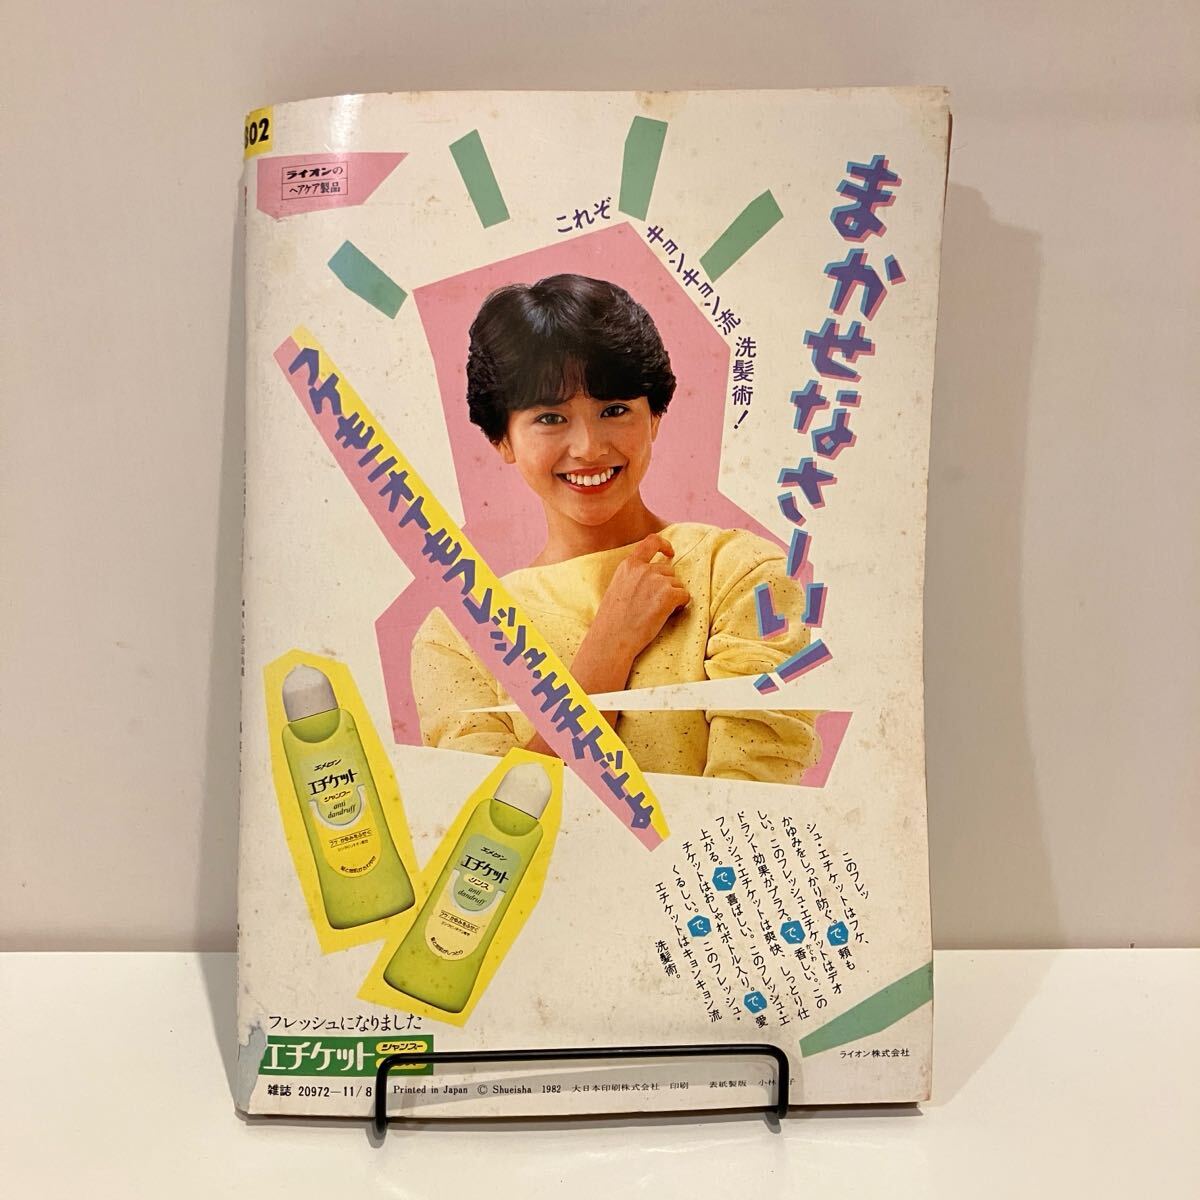 802
ライオンの
ヘアケア製品
まかせなさーい!
これぞ
キョンキョン流
洗髪術!
フケもニオイもフレッシュ・エチケットよ
エメロン
エチケット
シャンプー
anti
dandruff
エメロン
エチケット
リンス
anti
dandruff
このフレッ
シュ・エチケットはフケ、
かゆみをしっかり防ぐ。で、頼も
しい。このフレッシュ・エチケットはデオ
ドラント効果がプラス。で、香しい。この
フレッシュ・エチケットは爽快、しっとり仕
上がる。で、喜ばしい。このフレッシュ・エ
チケットはおしゃれボトル入り。で、愛
くるしい。で、このフレッシュ・
エチケットはキョンキョン流
洗髪術。
フレッシュになりました
エチケット
シャンプー
ライオン株式会社
雑誌 20972-11/8 Printed in Japan © Shueisha 1982 大日本印刷株式会社 印刷 表紙製版 小林 子